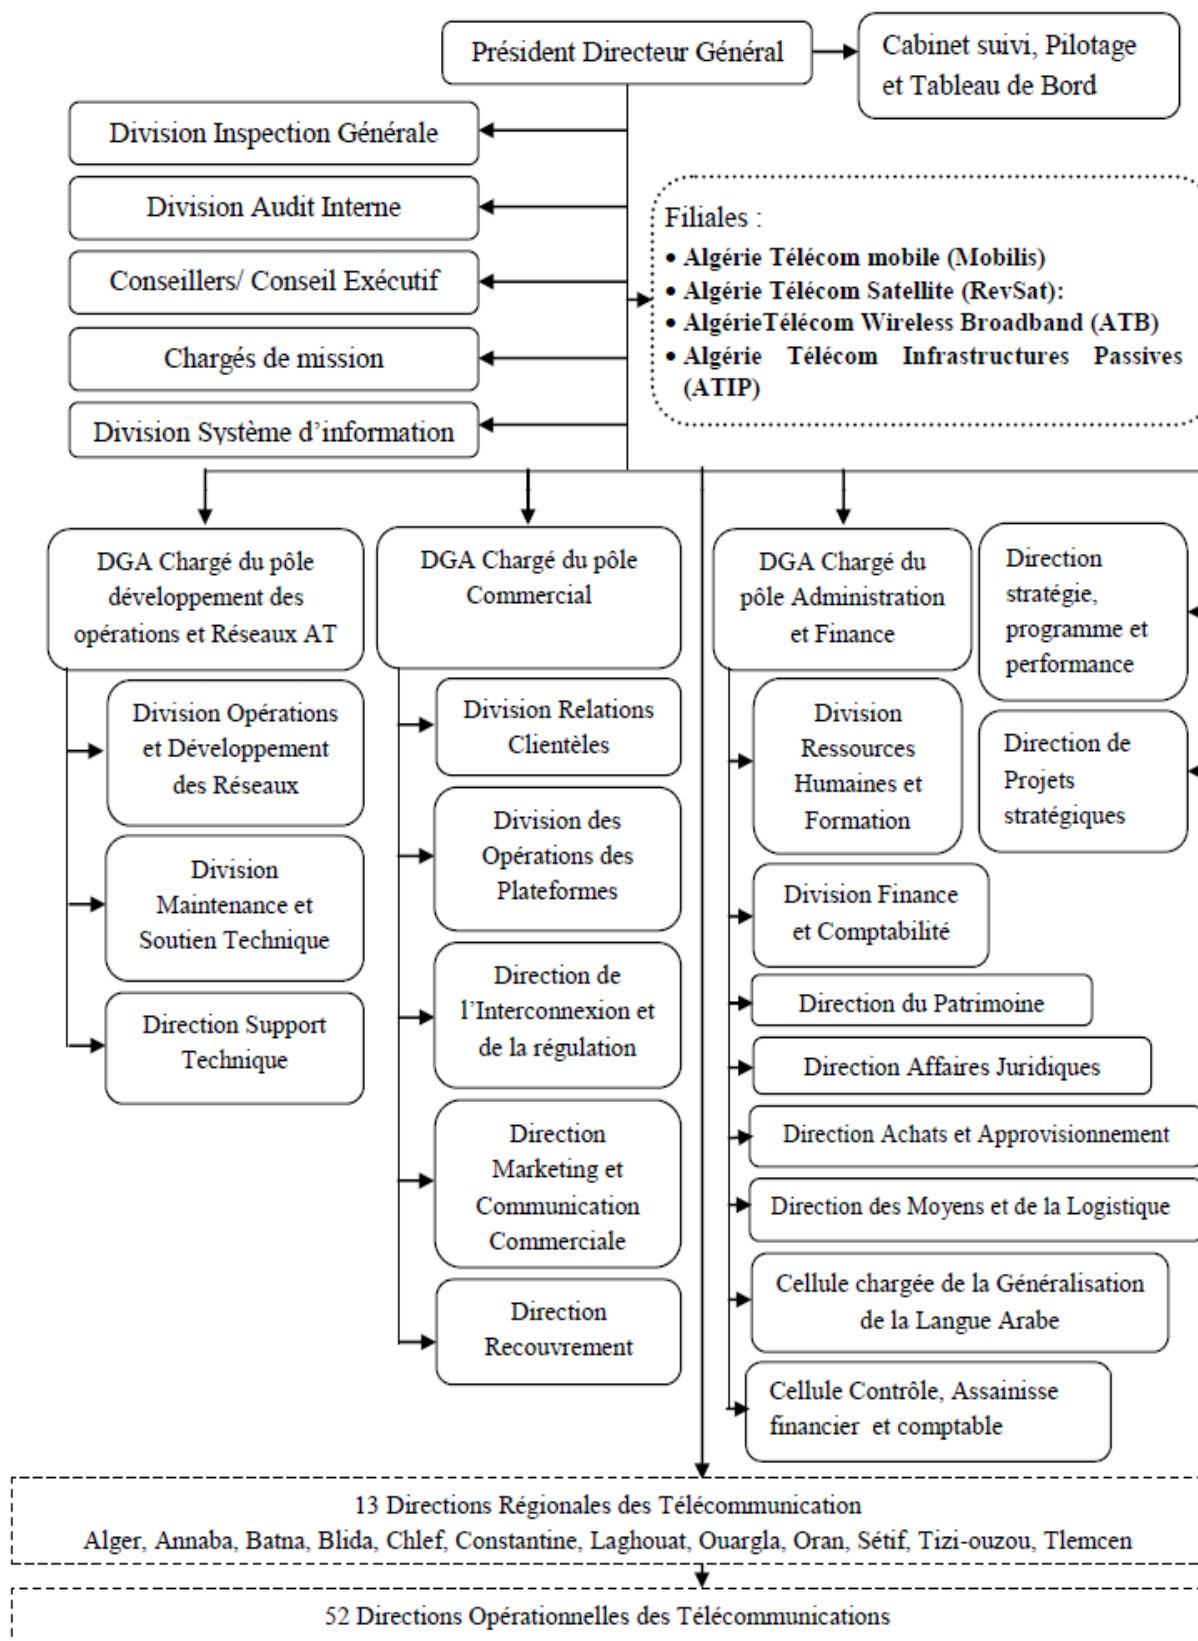 Président Directeur Général
Cabinet suivi, Pilotage
et Tableau de Bord
Division Inspection Générale
Division Audit Interne
Conseillers/ Conseil Exécutif
Chargés de mission
Division Système d'information
Filiales :
• Algérie Télécom mobile (Mobilis)
• Algérie Télécom Satellite (RevSat):
• AlgérieTélécom Wireless Broadband (ATB)
• Algérie Télécom Infrastructures Passives
(ATIP)
DGA Chargé du pôle
développement des
opérations et Réseaux AT
Division Opérations
et Développement
des Réseaux
Division
Maintenance et
Soutien Technique
Direction Support
Technique
DGA Chargé du pôle
Commercial
Division Relations
Clientèles
Division des
Opérations des
Plateformes
Direction de
l'Interconnexion et
de la régulation
Direction
Marketing et
Communication
Commerciale
Direction
Recouvrement
DGA Chargé du
pôle Administration
et Finance
Division
Ressources
Humaines et
Formation
Division Finance
et Comptabilité
Direction du Patrimoine
Direction Affaires Juridiques
Direction Achats et Approvisionnement
Direction des Moyens et de la Logistique
Cellule chargée de la Généralisation
de la Langue Arabe
Cellule Contrôle, Assainisse
financier et comptable
Direction
stratégie,
programme et
performance
Direction de
Projets
stratégiques
13 Directions Régionales des Télécommunication
Alger, Annaba, Batna, Blida, Chlef, Constantine, Laghouat, Ouargla, Oran, Sétif, Tizi-ouzou, Tlemcen
52 Directions Opérationnelles des Télécommunications